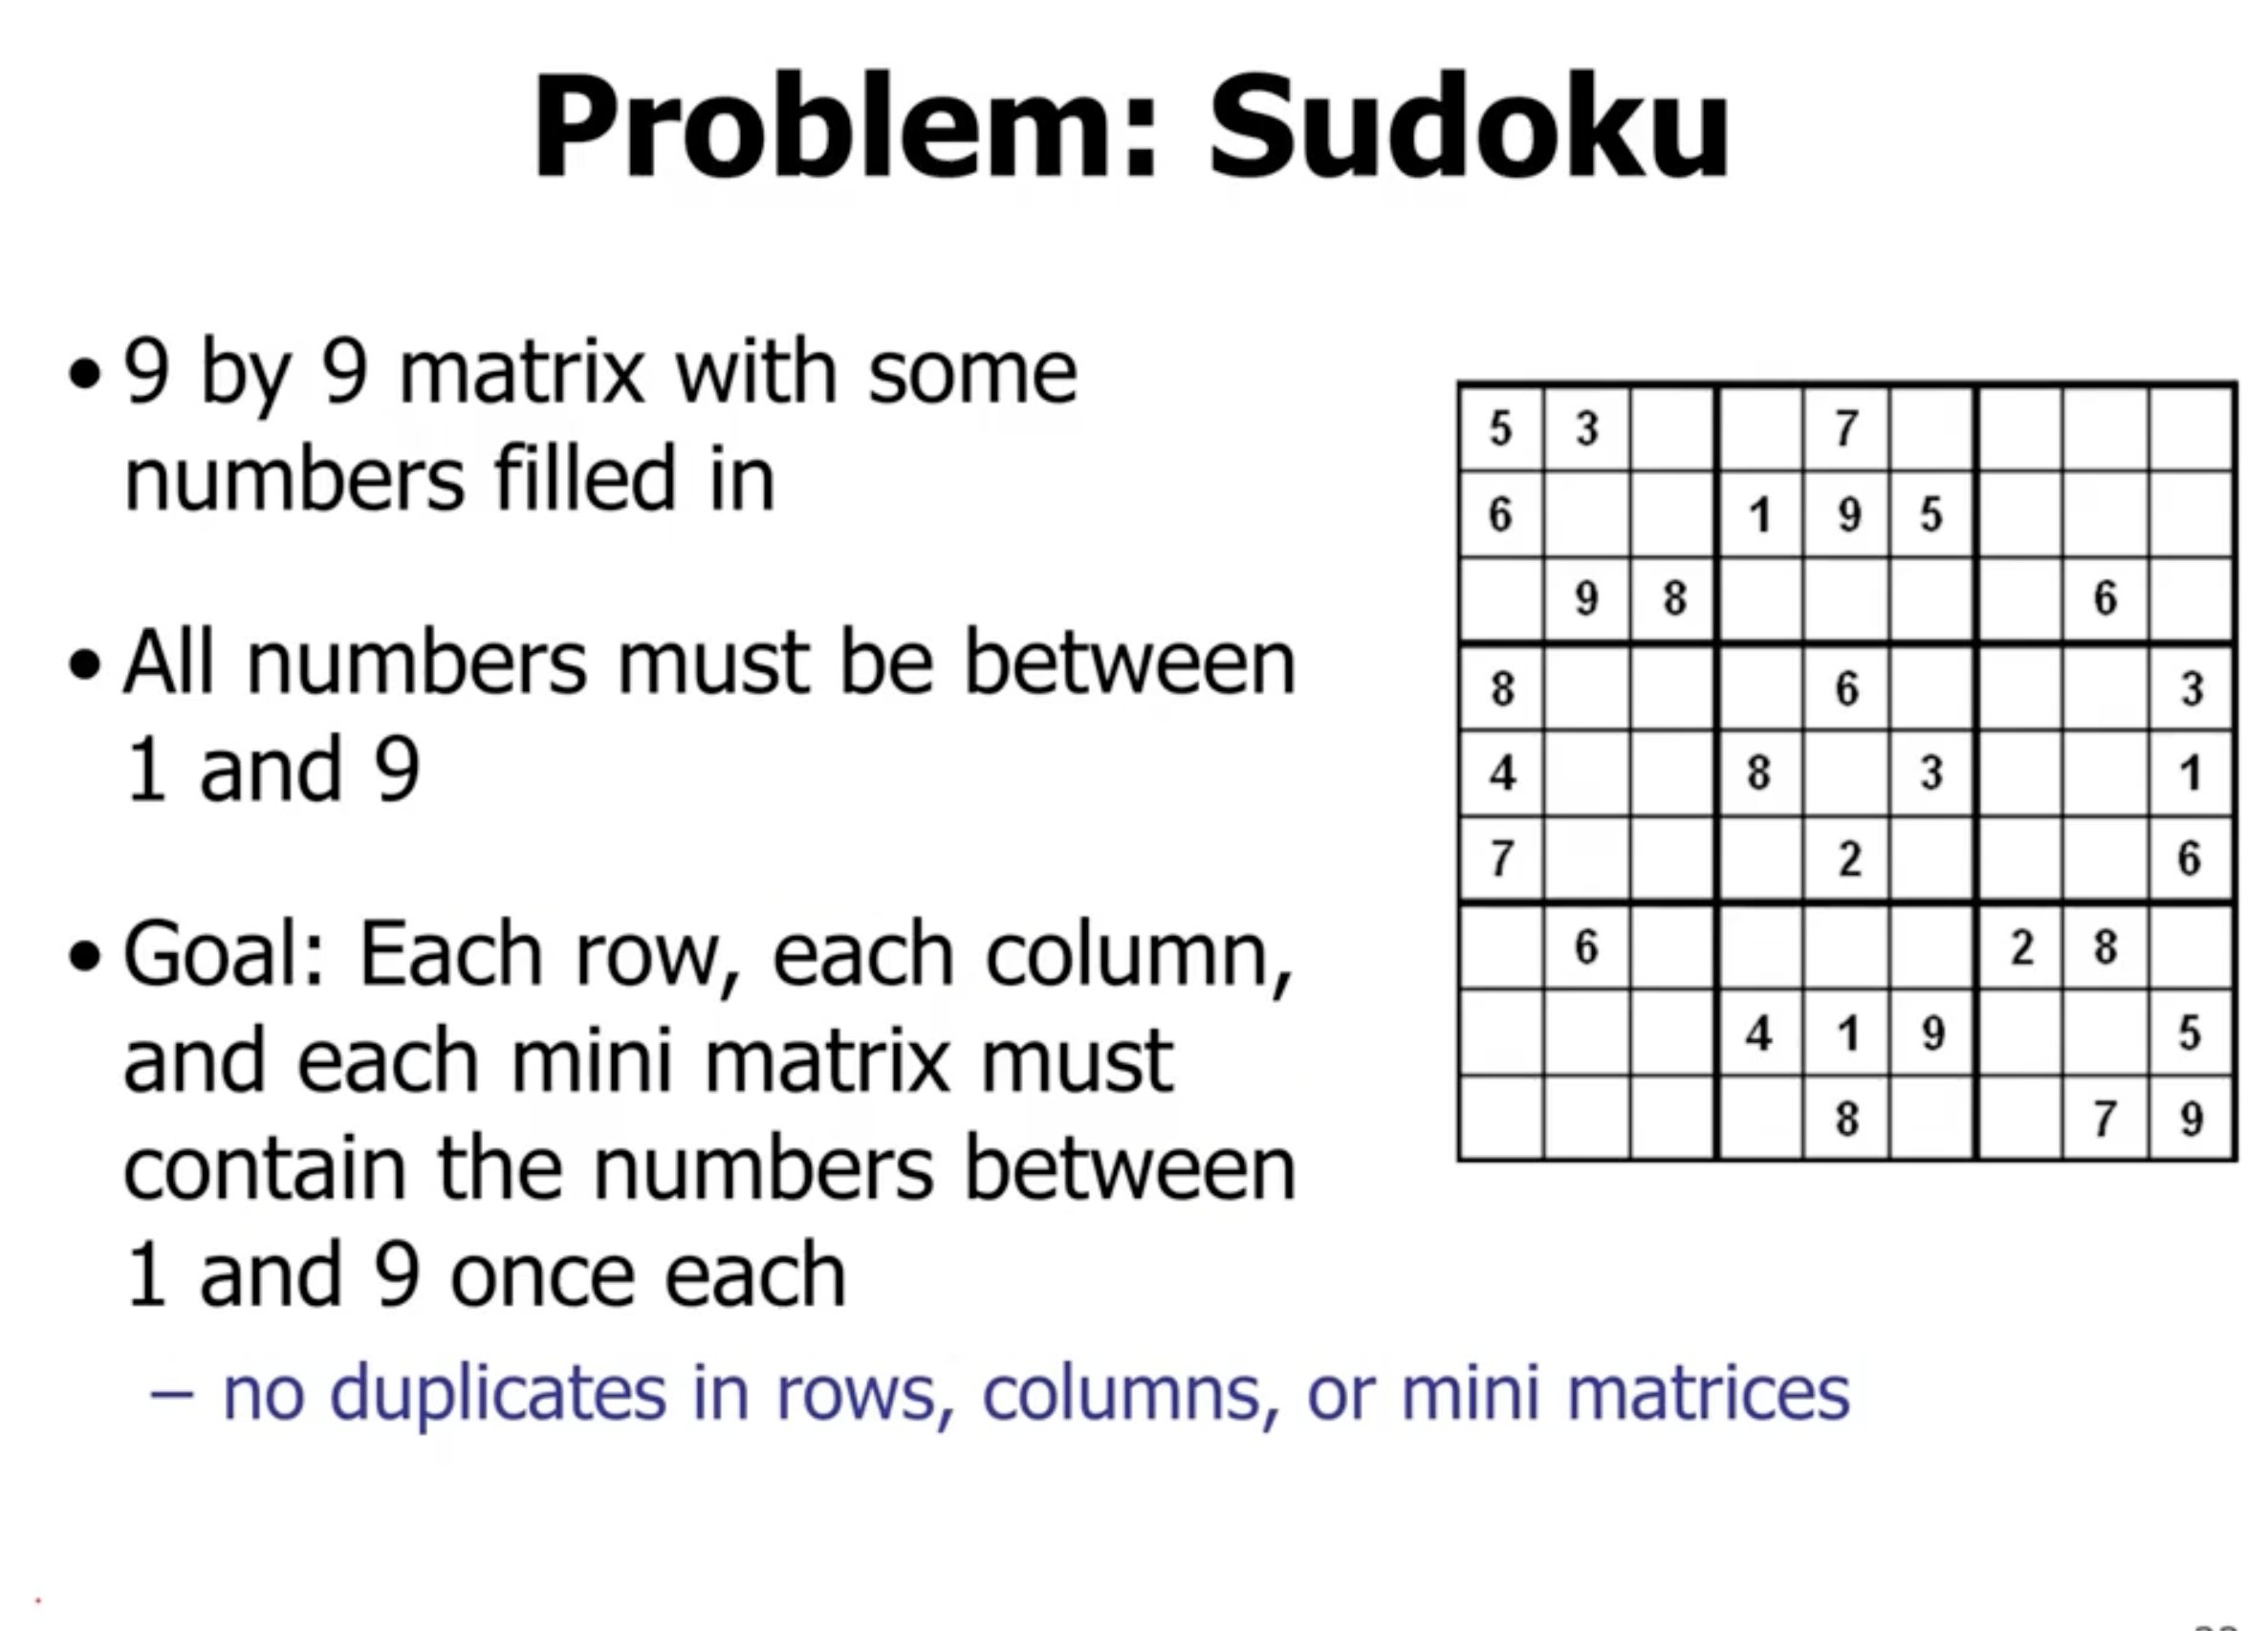 Problem: Sudoku
• 9 by 9 matrix with some
numbers filled in
• All numbers must be between
1 and 9
• Goal: Each row, each column,
and each mini matrix must
contain the numbers between
1 and 9 once each
– no duplicates in rows, columns, or mini matrices
5 3 7
6 1 9 5
9 8 6
8 6 3
4 8 3 1
7 2 6
6 2 8
4 1 9 5
8 7 9